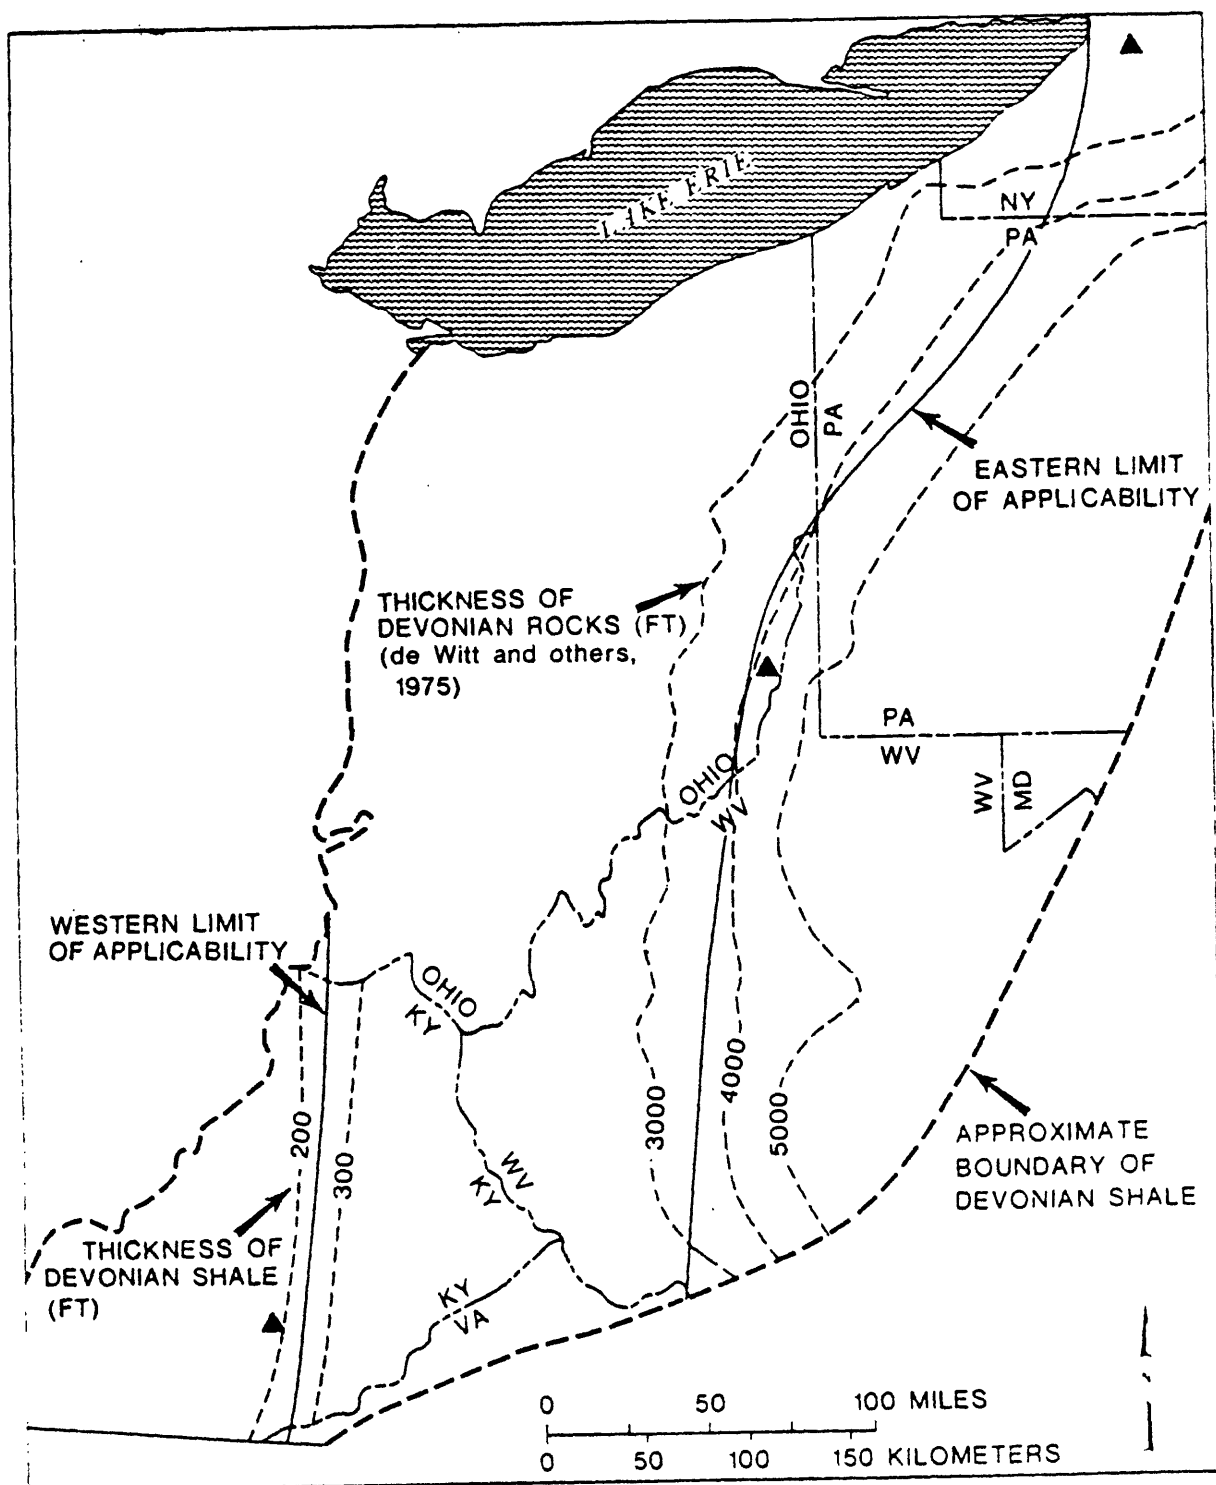 LAKE ERIE
NY
PA
OHIO
PA
EASTERN LIMIT
OF APPLICABILITY
THICKNESS OF
DEVONIAN ROCKS (FT)
(de Witt and others,
1975)
PA
WV
OHIO
WV
WV
MD
WESTERN LIMIT
OF APPLICABILITY
OHIO
KY
200
300
WV
KY
3000
4000
5000
APPROXIMATE
BOUNDARY OF
DEVONIAN SHALE
THICKNESS OF
DEVONIAN SHALE
(FT)
KY
VA
0 50 100 MILES
0 50 100 150 KILOMETERS